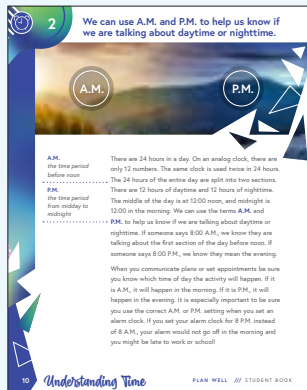 2
We can use A.M. and P.M. to help us know if
we are talking about daytime or nighttime.
A.M.
P.M.
A.M.
the time period
before noon
P.M.
the time period
from midday to
midnight
There are 24 hours in a day. On an analog clock, there are
only 12 numbers. The same clock is used twice in 24 hours.
The 24 hours of the entire day are split into two sections.
There are 12 hours of daytime and 12 hours of nighttime.
The middle of the day is at 12:00 noon, and midnight is
12:00 in the morning. We can use the terms A.M. and
P.M. to help us know if we are talking about daytime or
nighttime. If someone says 8:00 A.M., we know they are
talking about the first section of the day before noon. If
someone says 8:00 P.M., we know they mean the evening.
When you communicate plans or set appointments be sure
you know which time of day the activity will happen. If it
is A.M., it will happen in the morning. If it is P.M., it will
happen in the evening. It is especially important to be sure
you use the correct A.M. or P.M. setting when you set an
alarm clock. If you set your alarm clock for 8 P.M. instead
of 8 A.M., your alarm would not go off in the morning and
you might be late to work or school!
10 Understanding Time PLAN WELL /// STUDENT BOOK